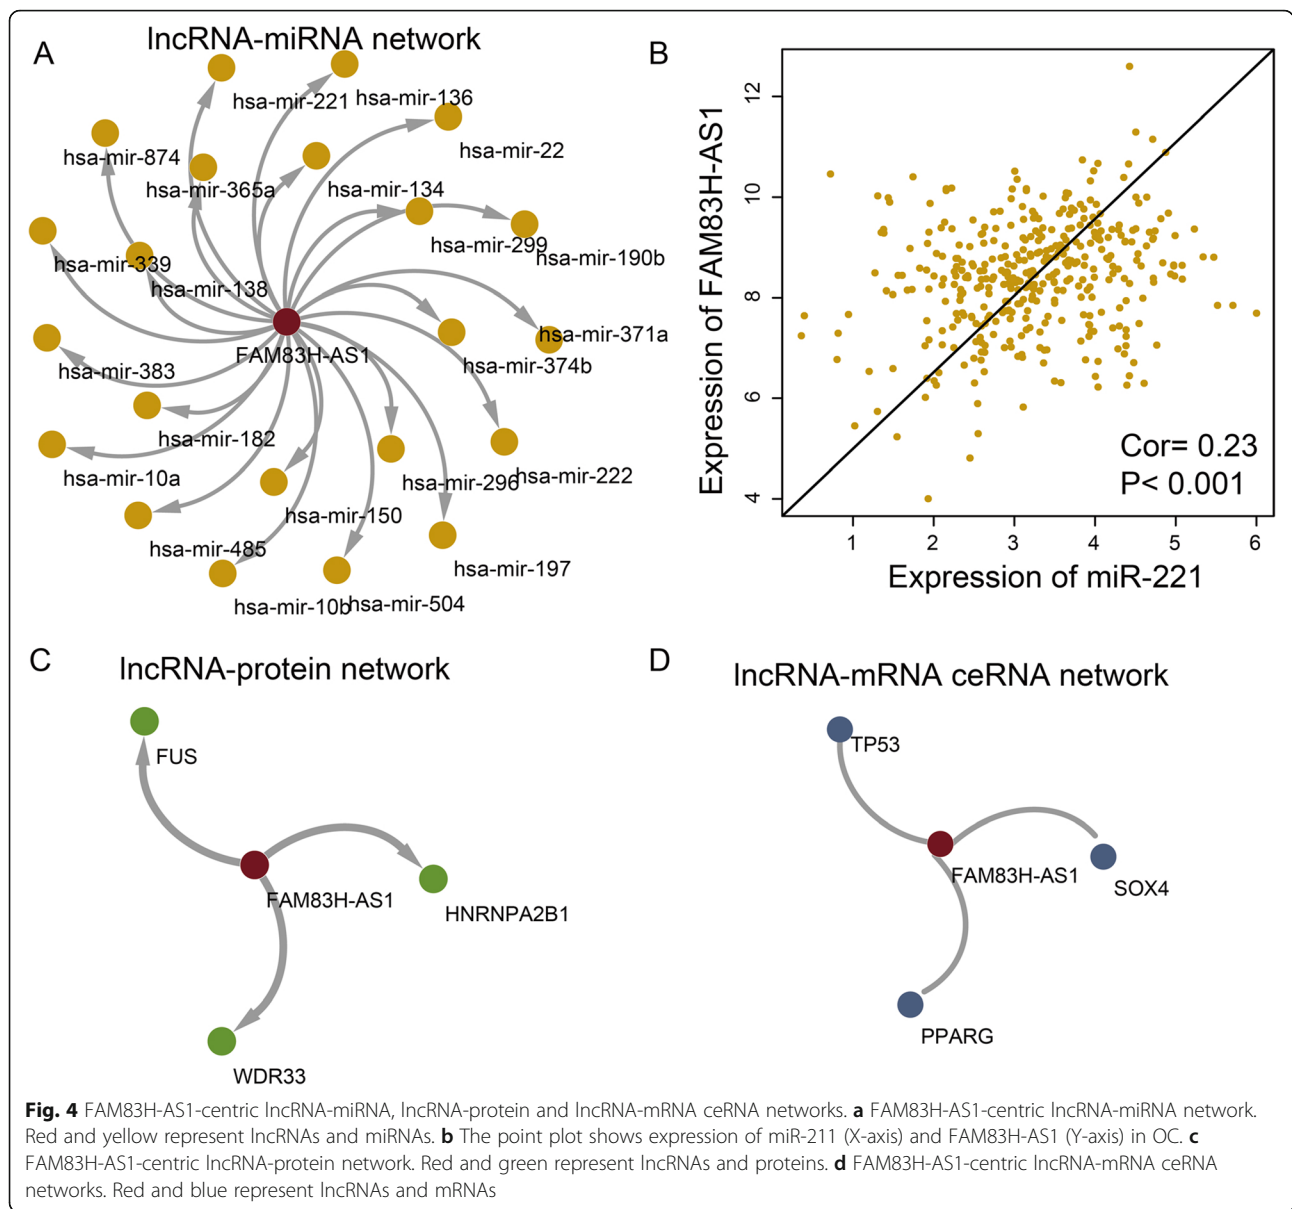 A
lncRNA-miRNA network
hsa-mir-221
hsa-mir-136
hsa-mir-22
hsa-mir-874
hsa-mir-365a
hsa-mir-134
hsa-mir-299
hsa-mir-190b
hsa-mir-339
hsa-mir-138
FAM83H-AS1
hsa-mir-371a
hsa-mir-374b
hsa-mir-383
hsa-mir-182
hsa-mir-10a
hsa-mir-296
hsa-mir-222
hsa-mir-150
hsa-mir-485
hsa-mir-197
hsa-mir-10b
hsa-mir-504
B
Expression of FAM83H-AS1
12
10
8
6
4
Cor= 0.23
P< 0.001
1 2 3 4 5 6
Expression of miR-221
C
lncRNA-protein network
FUS
FAM83H-AS1
HNRNPA2B1
WDR33
D
lncRNA-mRNA ceRNA network
TP53
FAM83H-AS1
SOX4
PPARG
Fig. 4 FAM83H-AS1-centric lncRNA-miRNA, lncRNA-protein and lncRNA-mRNA ceRNA networks. a FAM83H-AS1-centric lncRNA-miRNA network.
Red and yellow represent lncRNAs and miRNAs. b The point plot shows expression of miR-211 (X-axis) and FAM83H-AS1 (Y-axis) in OC. c
FAM83H-AS1-centric lncRNA-protein network. Red and green represent lncRNAs and proteins. d FAM83H-AS1-centric lncRNA-mRNA ceRNA
networks. Red and blue represent lncRNAs and mRNAs